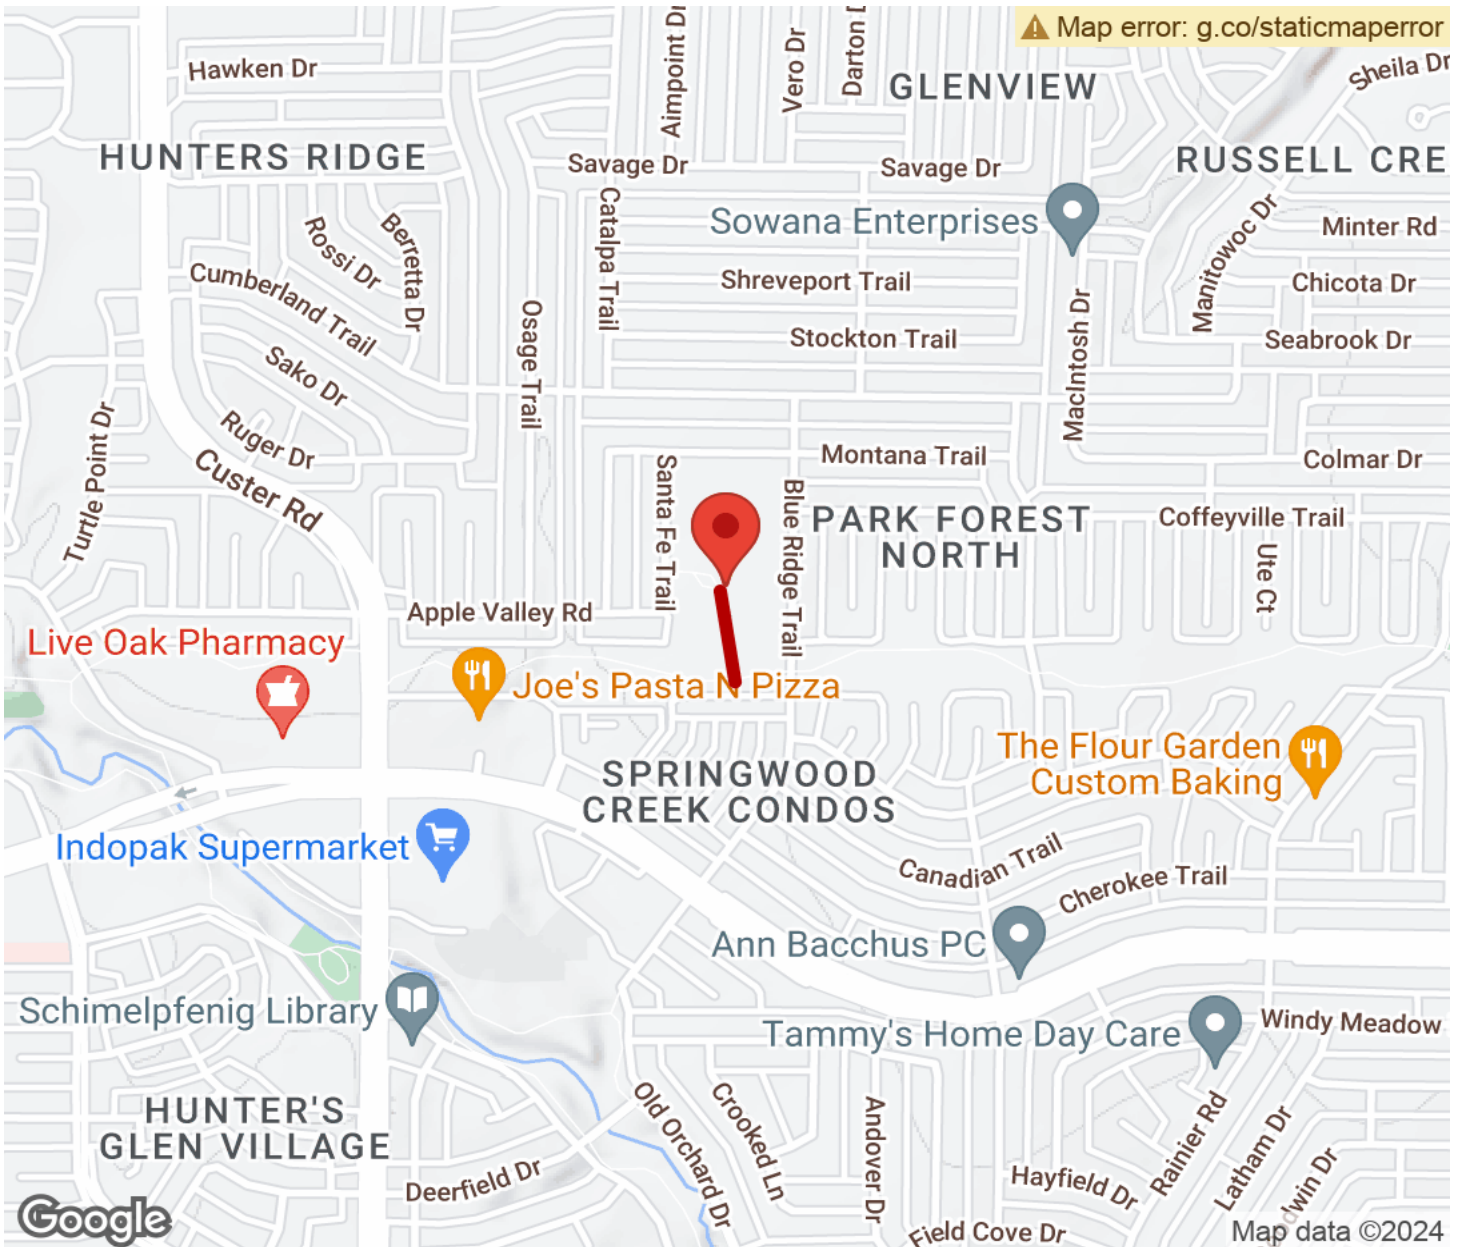 Map error: g.co/staticmaperror
Hawken Dr
Aimpoint Dr
Vero Dr
Darton
GLENVIEW
Sheila Dr
HUNTERS RIDGE
Savage Dr
Savage Dr
RUSSELL CRE
Rossi Dr
Berretta Dr
Catalpa Trail
Sowana Enterprises
Manitowoc Dr
Minter Rd
Cumberland Trail
Shreveport Trail
Chicota Dr
Osage Trail
Stockton Trail
MacIntosh Dr
Seabrook Dr
Sako Dr
Turtle Point Dr
Ruger Dr
Custer Rd
Santa Fe Trail
Montana Trail
Colmar Dr
Blue Ridge Trail
PARK FOREST
NORTH
Coffeyville Trail
Ute Ct
Apple Valley Rd
Live Oak Pharmacy
Joe's Pasta N Pizza
The Flour Garden
Custom Baking
SPRINGWOOD
CREEK CONDOS
Indopak Supermarket
Canadian Trail
Cherokee Trail
Ann Bacchus PC
Schimelpfenig Library
Tammy's Home Day Care
Windy Meadow
HUNTER'S
GLEN VILLAGE
Old Orchard Dr
Crooked Ln
Andover Dr
Rainier Rd
Latham Dr
Deerfield Dr
Hayfield Dr
dwin Dr
Field Cove Dr
Google
Map data ©2024